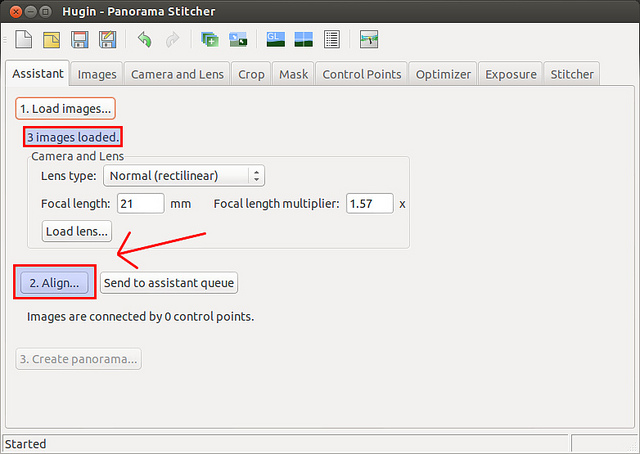 Hugin - Panorama Stitcher
GL
Assistant Images Camera and Lens Crop Mask Control Points Optimizer Exposure Stitcher
1. Load images...
3 images loaded.
Camera and Lens
Lens type: Normal (rectilinear)
Focal length: 21 mm Focal length multiplier: 1.57 x
Load lens...
2. Align... Send to assistant queue
Images are connected by 0 control points.
3. Create panorama...
Started